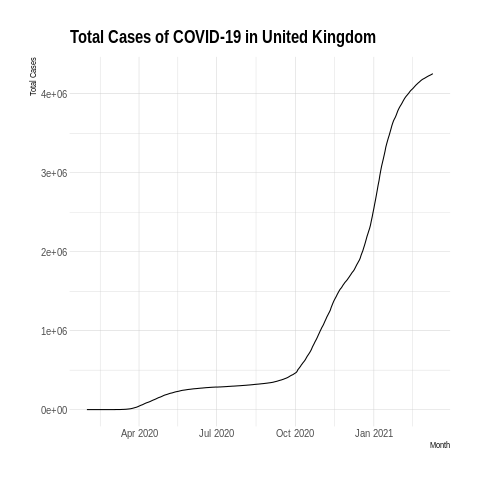 Total Cases of COVID-19 in United Kingdom
Total Cases
4e+06
3e+06
2e+06
1e+06
0e+00
Apr 2020 Jul 2020 Oct 2020 Jan 2021
Month